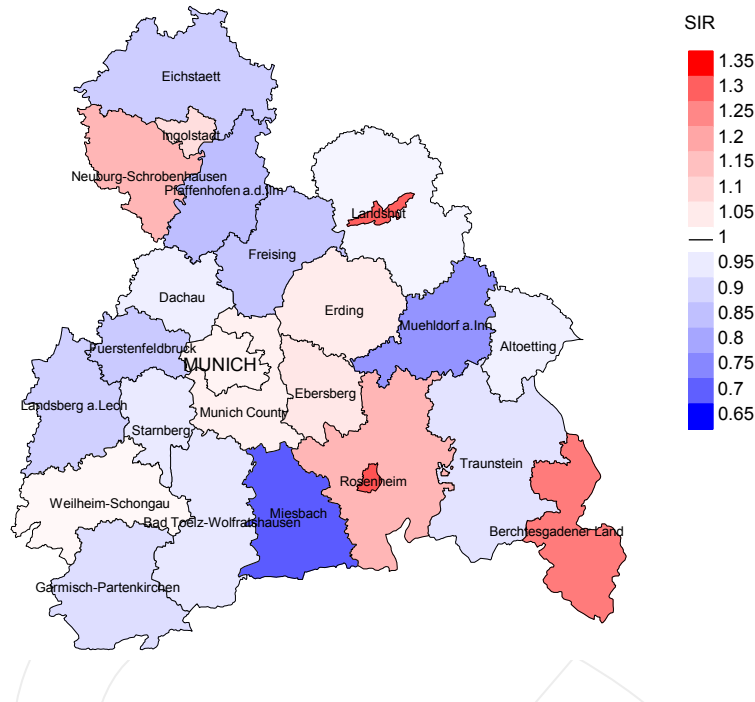 SIR
1.35
1.3
1.25
1.2
1.15
1.1
1.05
1
0.95
0.9
0.85
0.8
0.75
0.7
0.65
Eichstaett
Ingolstadt
Neuburg-Schrobenhausen
Pfaffenhofen a.d.Ilm
Landshut
Freising
Dachau
Erding
Muehldorf a.Inn
Altoetting
Fuerstenfeldbruck
MUNICH
Ebersberg
Landsberg a.Lech
Munich County
Starnberg
Traunstein
Rosenheim
Weilheim-Schongau
Miesbach
Bad Toelz-Wolfratshausen
Berchtesgadener Land
Garmisch-Partenkirchen